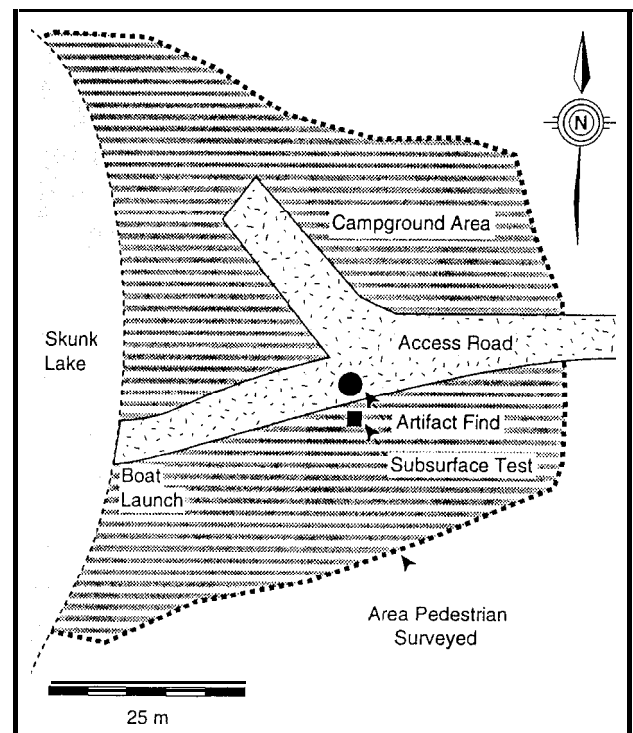 N
Campground Area
Skunk
Lake
Access Road
Artifact Find
Subsurface Test
Boat
Launch
Area Pedestrian
Surveyed
25 m